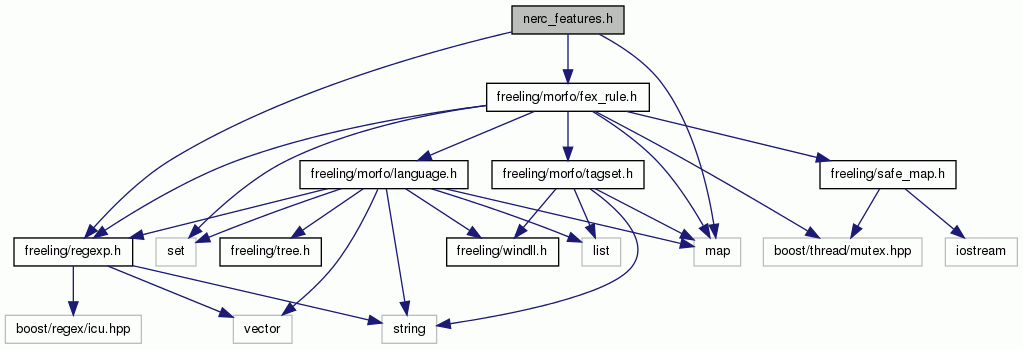 nerc_features.h
freeling/morfo/fex_rule.h
freeling/morfo/language.h
freeling/morfo/tagset.h
freeling/safe_map.h
freeling/regexp.h
set
freeling/tree.h
freeling/windll.h
list
map
boost/thread/mutex.hpp
iostream
boost/regex/icu.hpp
vector
string